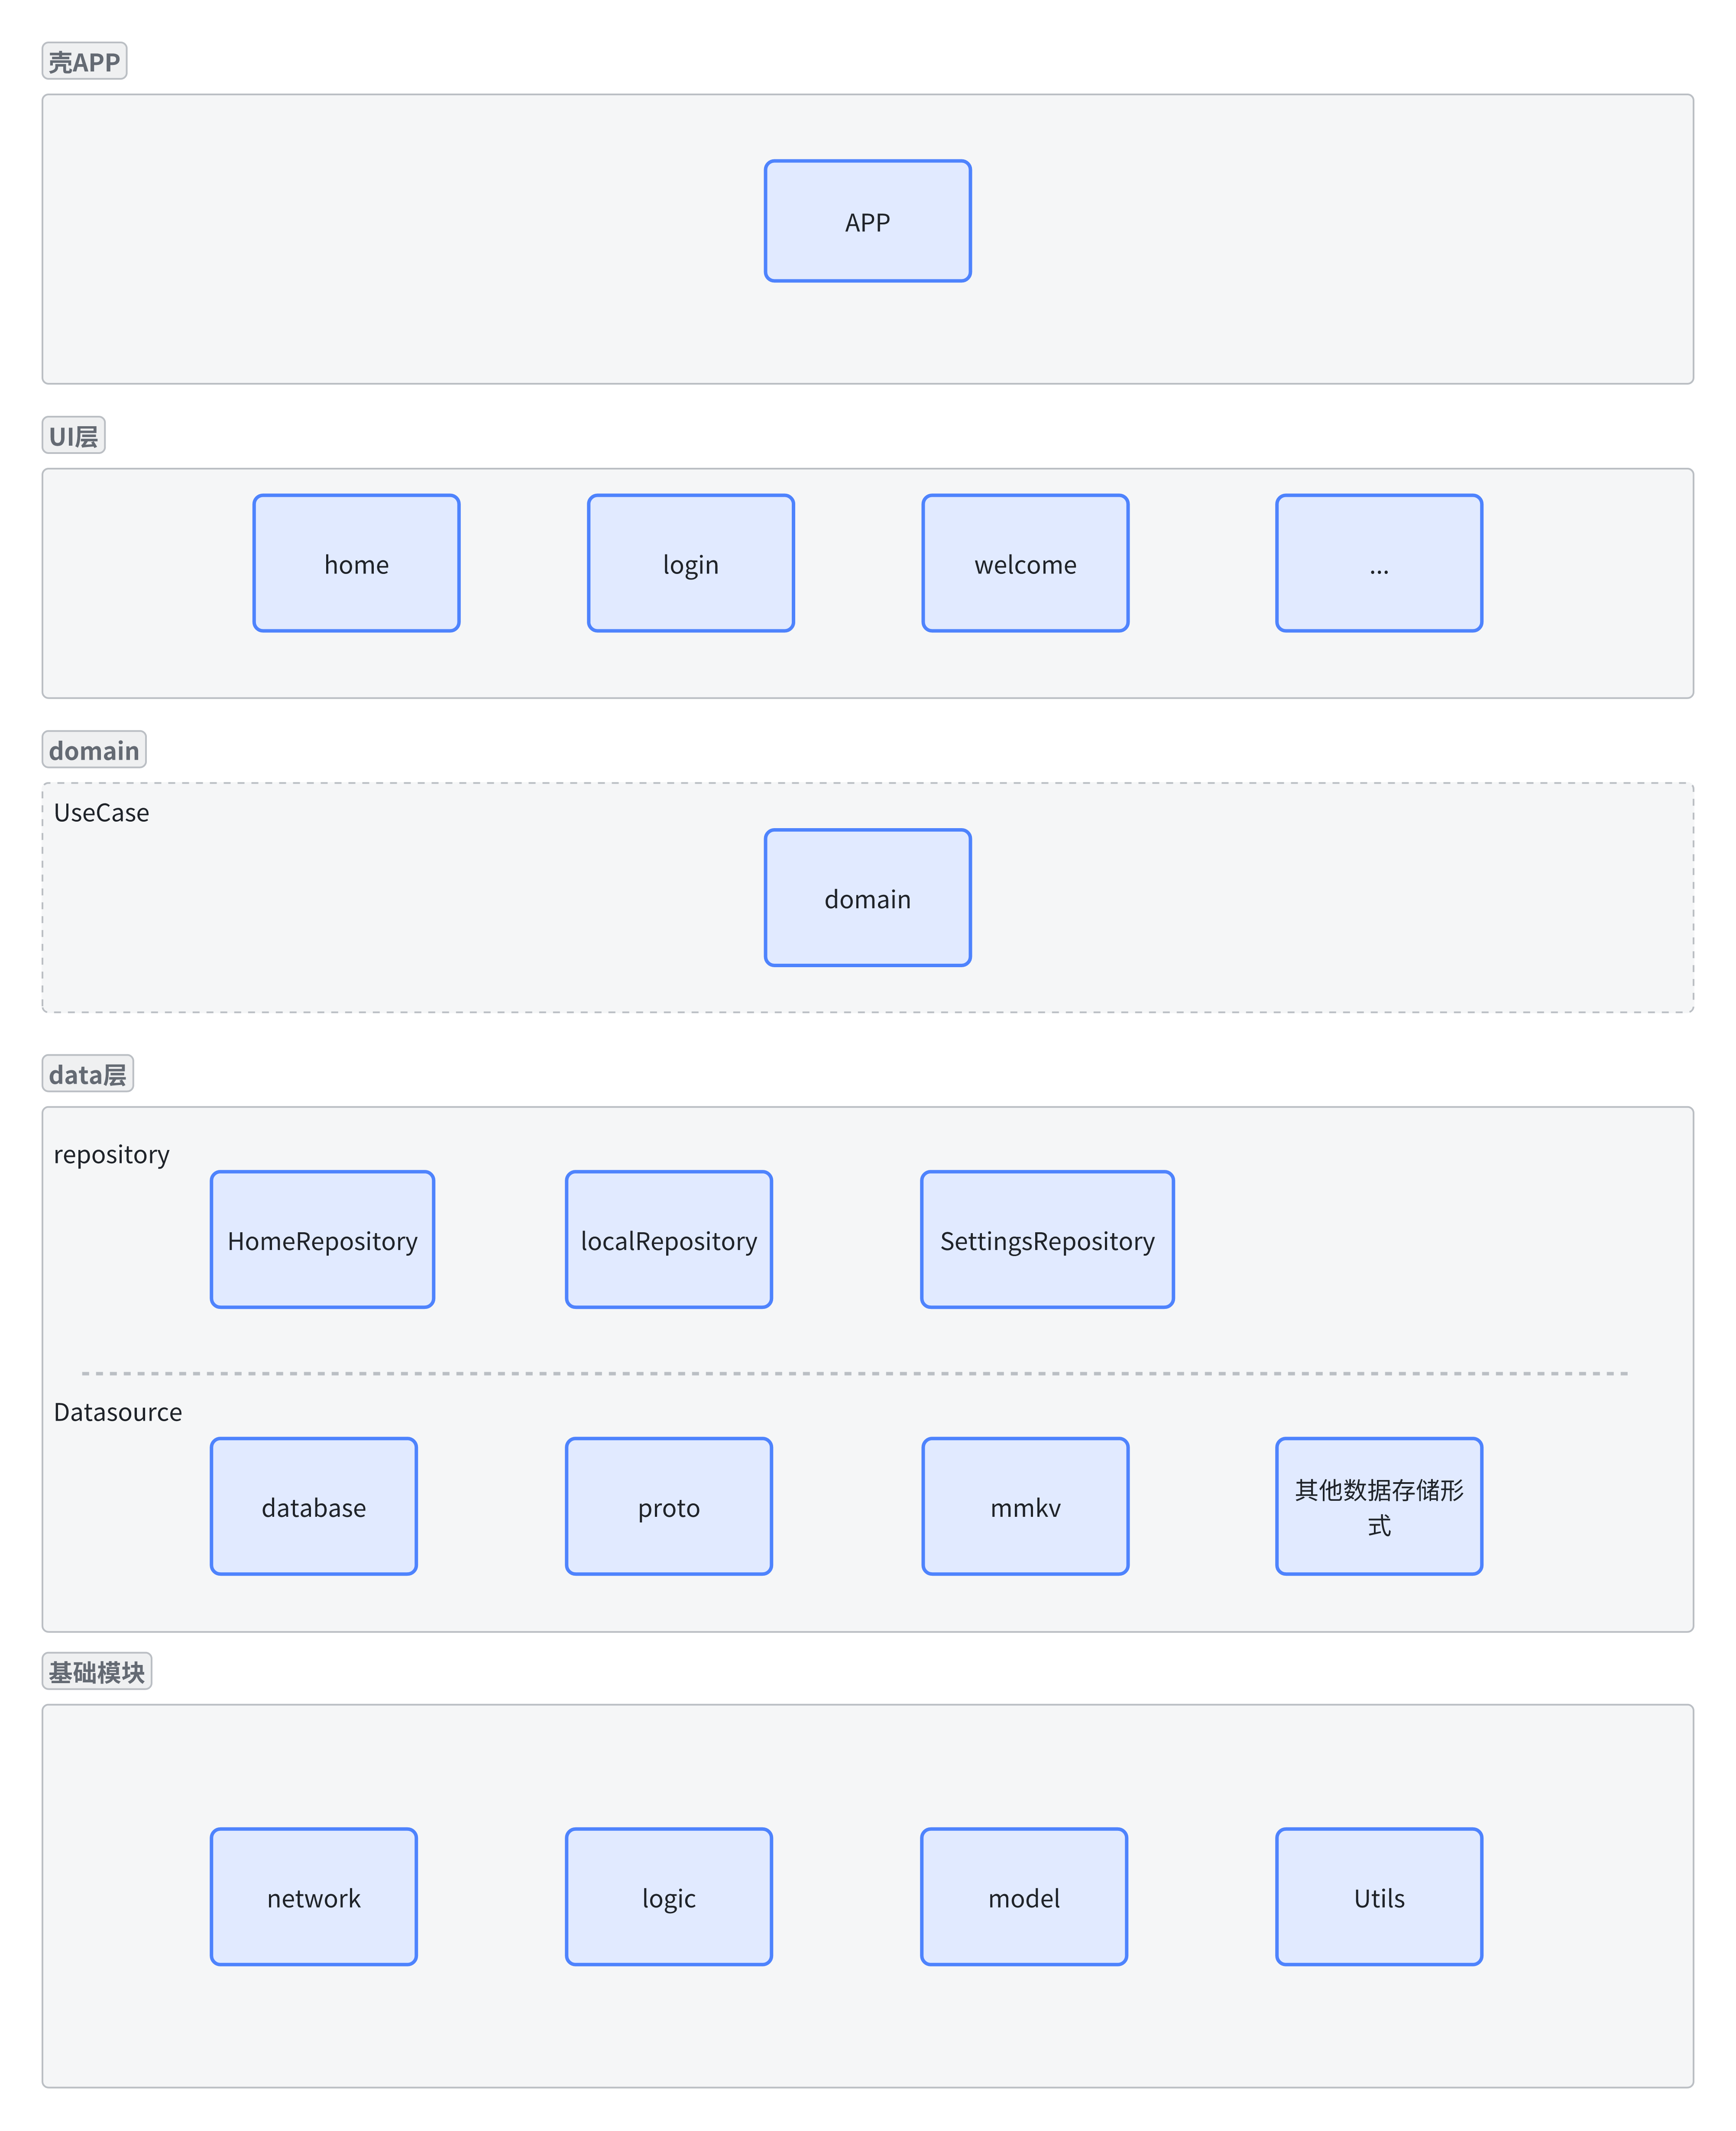 壳APP
APP
UI层
home
login
welcome
...
domain
UseCase
domain
data层
repository
HomeRepository
localRepository
SettingsRepository
Datasource
database
proto
mmkv
其他数据存储形
式
基础模块
network
logic
model
Utils